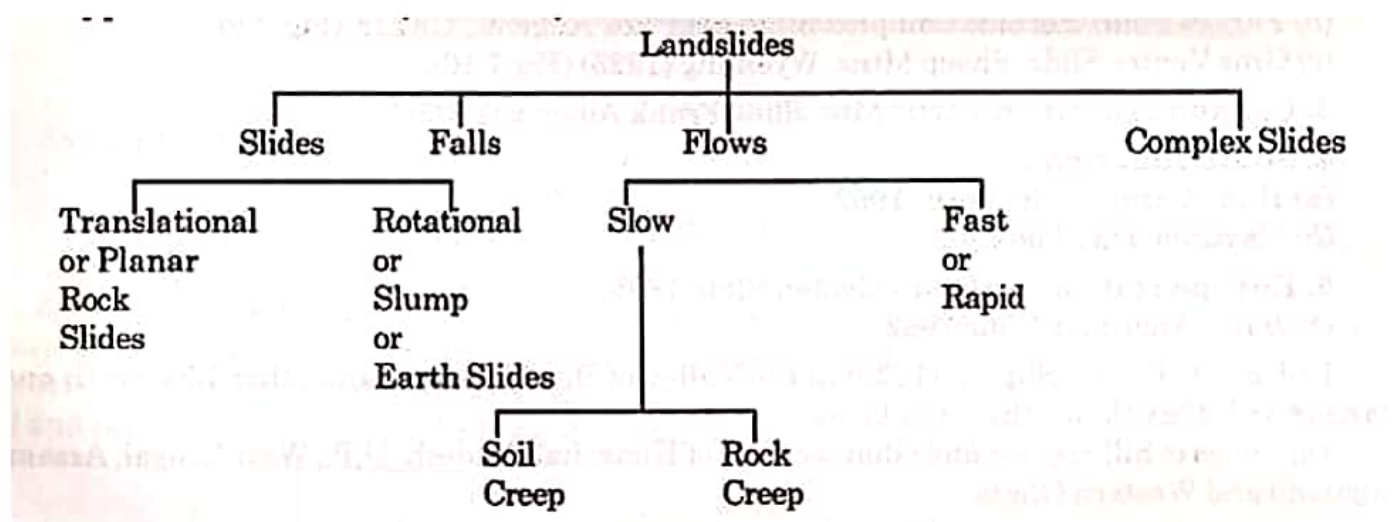 Landslides
Slides Falls Flows Complex Slides
Translational
or Planar
Rock
Slides
Rotational
or
Slump
or
Earth Slides
Slow
Fast
or
Rapid
Soil
Creep
Rock
Creep